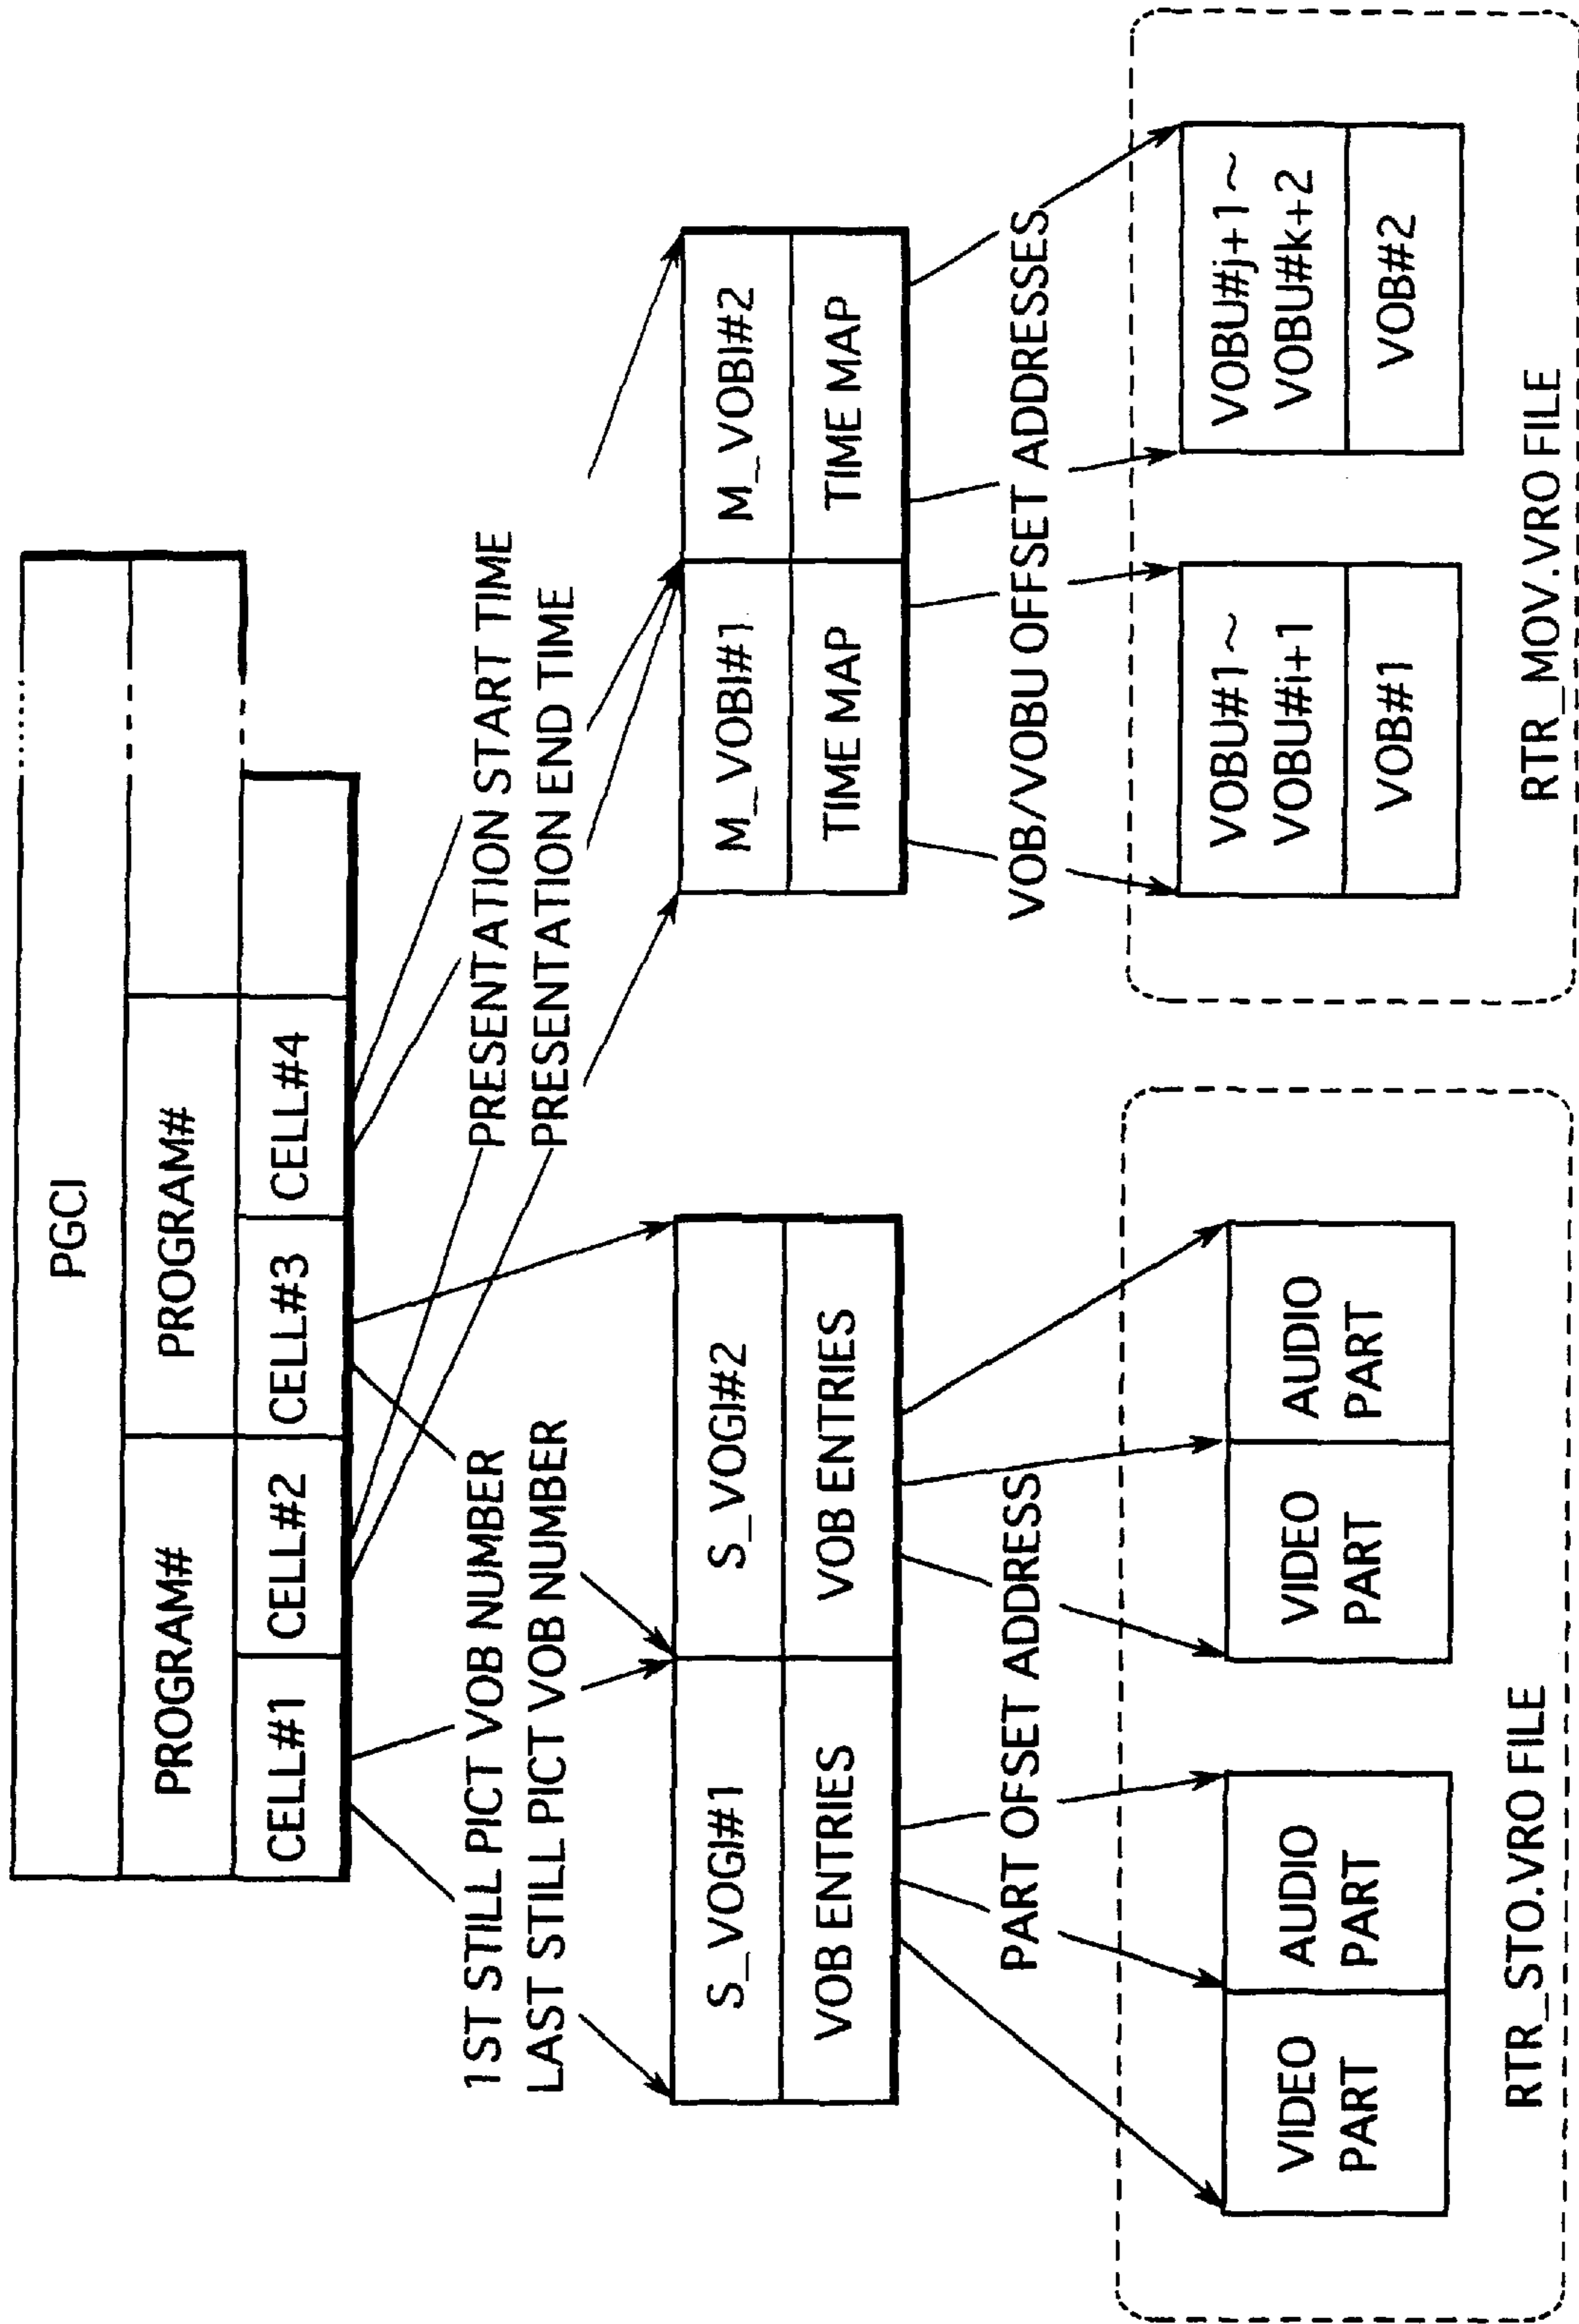 PGCI
PROGRAM#
PROGRAM#
CELL#1
CELL#2
CELL#3
CELL#4
1ST STILL PICT VOB NUMBER
LAST STILL PICT VOB NUMBER
PRESENTATION START TIME
PRESENTATION END TIME
S_VOGI#1
S_VOGI#2
VOB ENTRIES
VOB ENTRIES
M_VOBI#1
M_VOBI#2
TIME MAP
TIME MAP
PART OFFSET ADDRESS
VOB/VOBU OFFSET ADDRESSES
VIDEO
PART
AUDIO
PART
VIDEO
PART
AUDIO
PART
RTR_STO.VRO FILE
VOBU#1~
VOBU#i+1
VOB#1
VOBU#j+1~
VOBU#k+2
VOB#2
RTR_MOV.VRO FILE